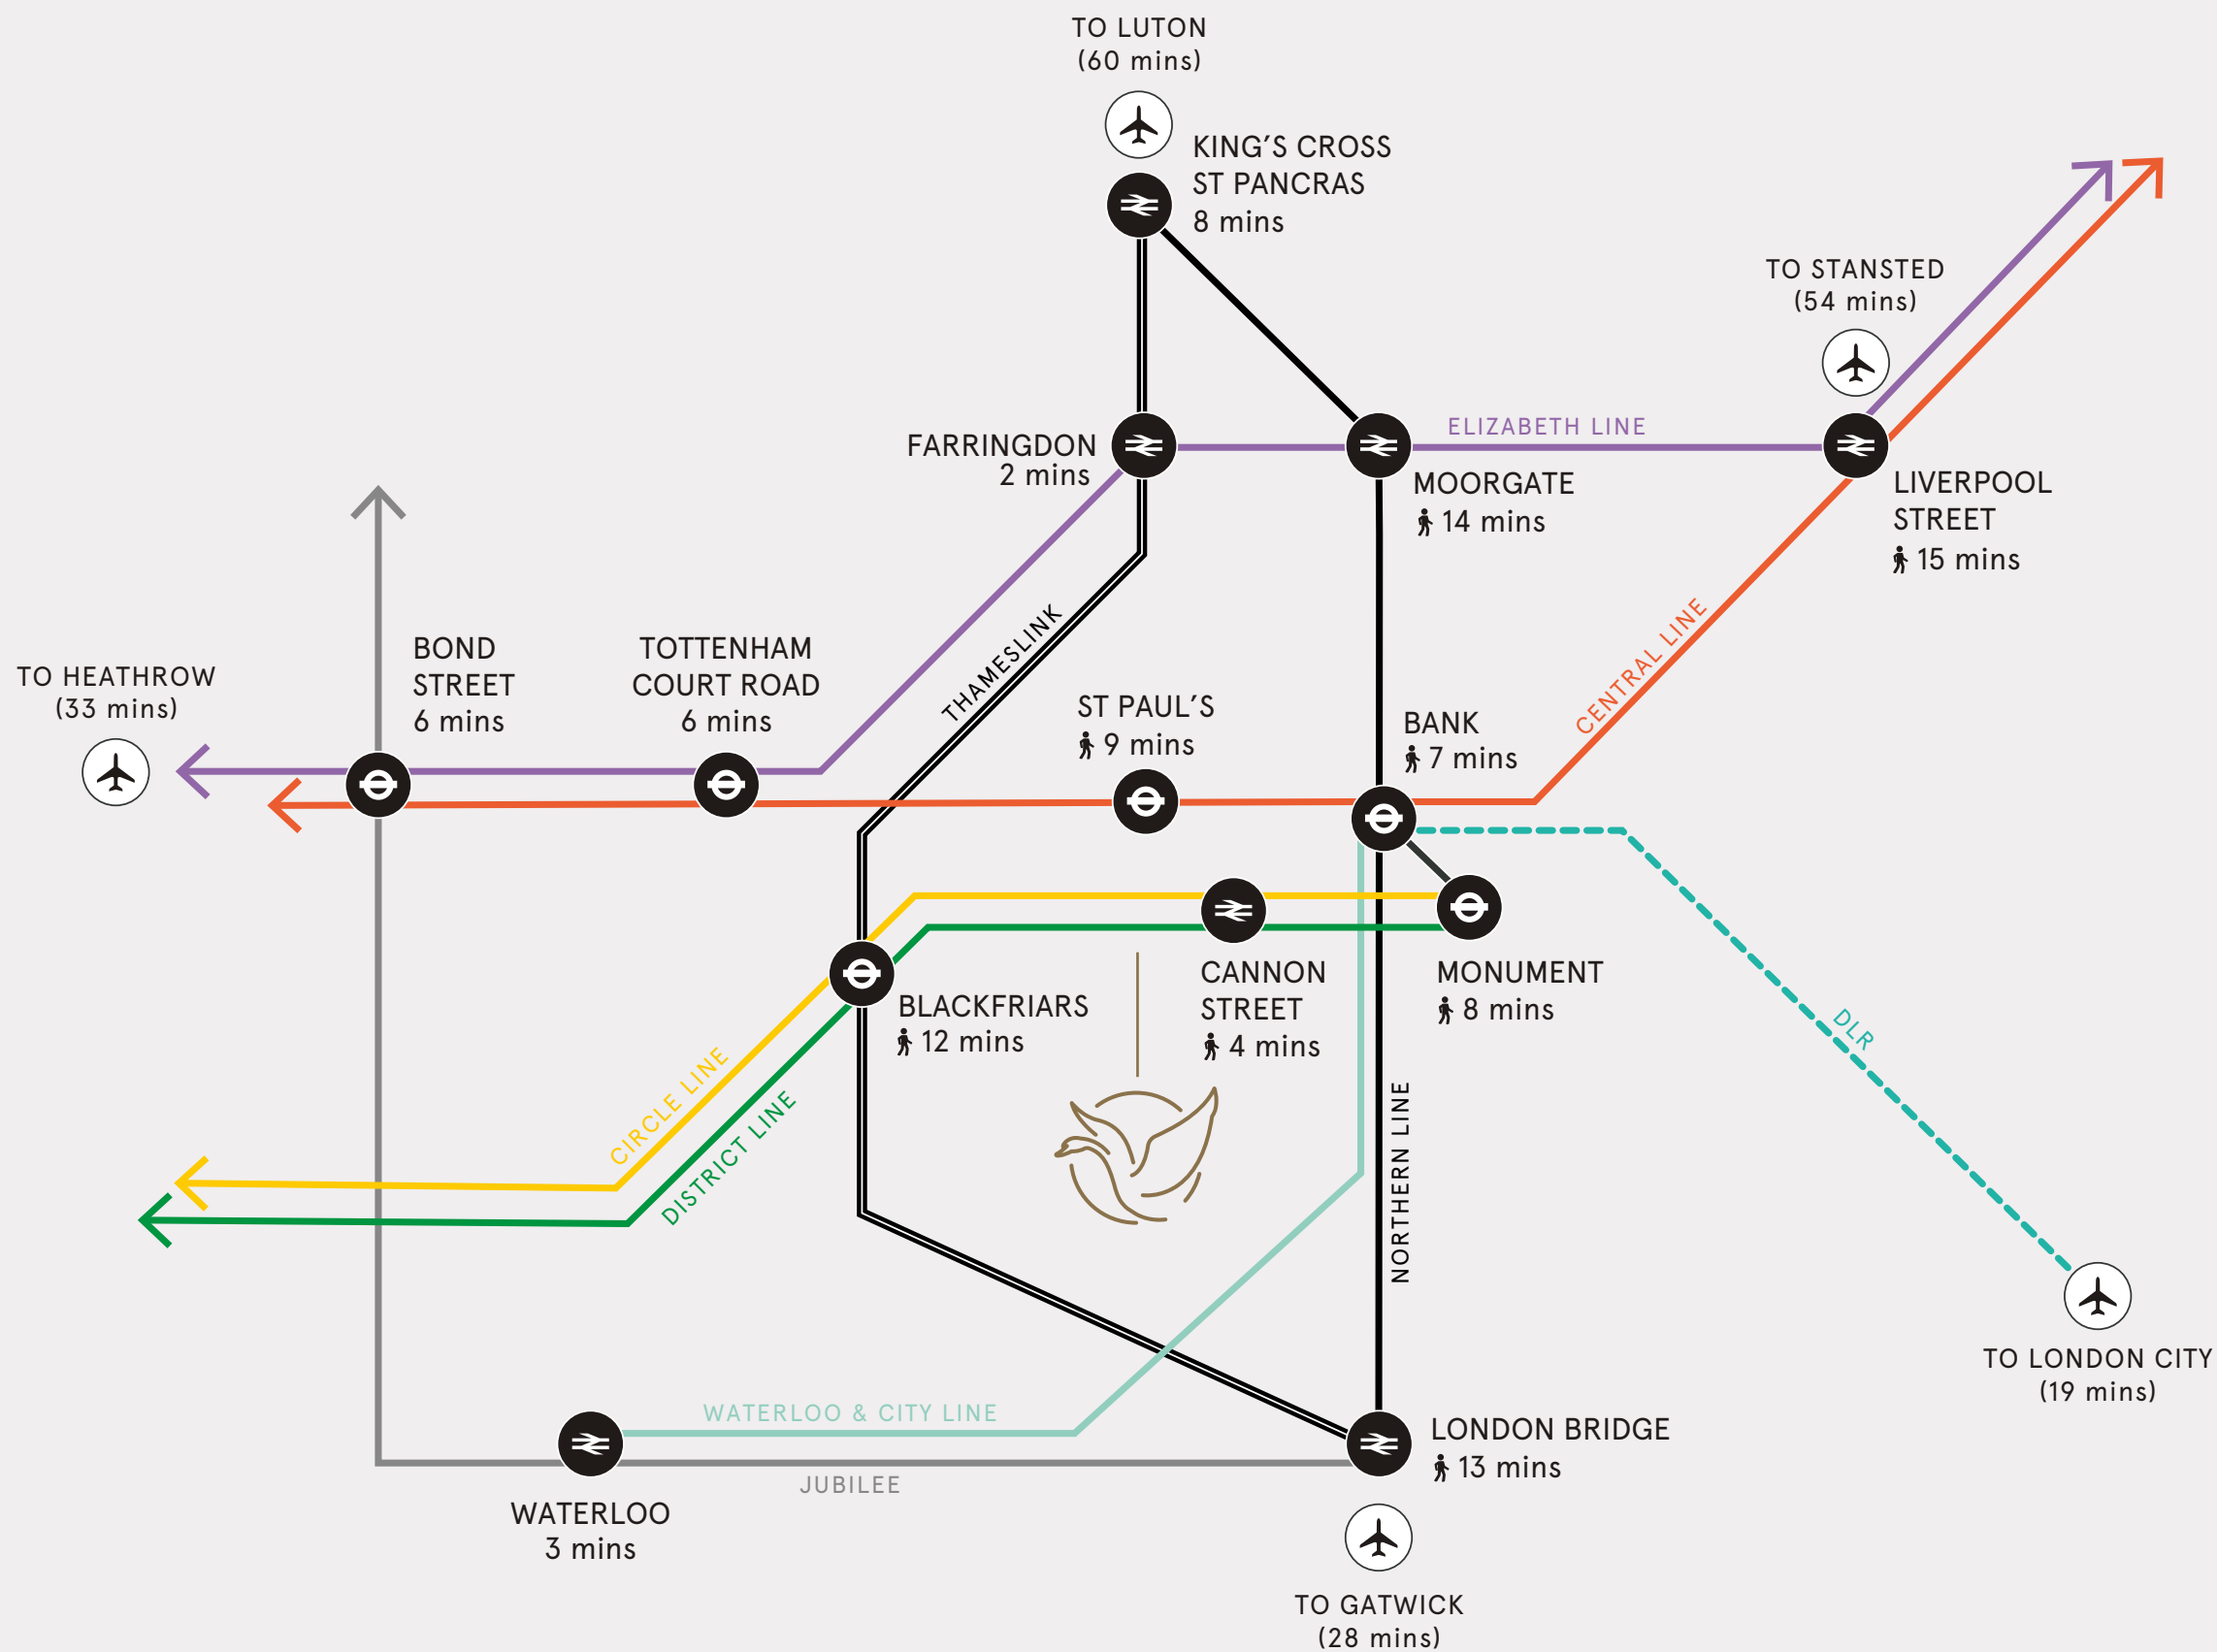 TO LUTON
(60 mins)
KING’S CROSS
ST PANCRAS
8 mins
TO STANSTED
(54 mins)
FARRINGDON
2 mins
ELIZABETH LINE
MOORGATE
14 mins
LIVERPOOL
STREET
15 mins
TO HEATHROW
(33 mins)
BOND
STREET
6 mins
TOTTENHAM
COURT ROAD
6 mins
THAMESLINK
ST PAUL’S
9 mins
BANK
7 mins
CENTRAL LINE
BLACKFRIARS
12 mins
CANNON
STREET
4 mins
MONUMENT
8 mins
DLR
CIRCLE LINE
DISTRICT LINE
NORTHERN LINE
TO LONDON CITY
(19 mins)
WATERLOO & CITY LINE
JUBILEE
WATERLOO
3 mins
LONDON BRIDGE
13 mins
TO GATWICK
(28 mins)